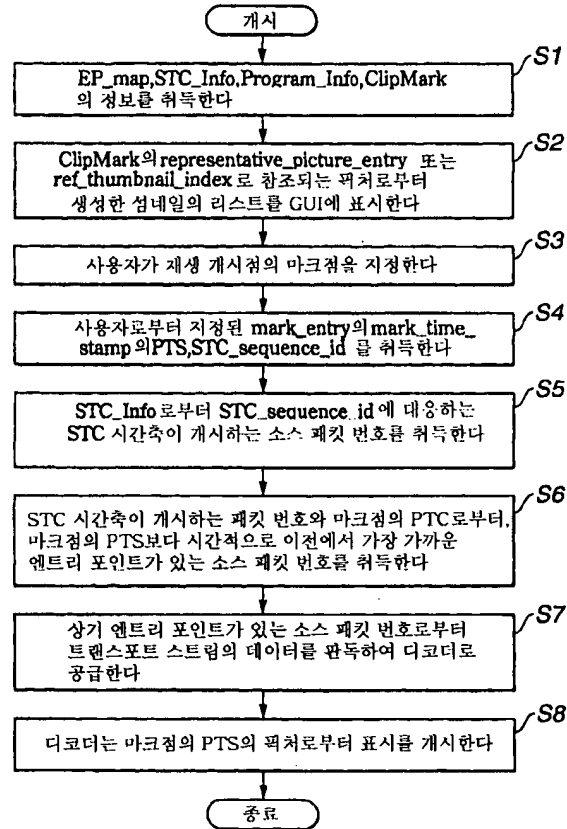 개시
S1
EP_map,STC_Info,Program_Info,ClipMark
의 정보를 취득한다
S2
ClipMark의 representative_picture_entry 또는
ref_thumbnail_index로 참조되는 픽처로부터
생성한 섬네일의 리스트를 GUI에 표시한다
S3
사용자가 재생 개시점의 마크점을 지정한다
S4
사용자로부터 지정된 mark_entry의 mark_time_
stamp의 PTS,STC_sequence_id 를 취득한다
S5
STC_Info로부터 STC_sequence_id에 대응하는
STC 시간축이 개시하는 소스 패킷 번호를 취득한다
S6
STC 시간축이 개시하는 패킷 번호와 마크점의 PTC로부터,
마크점의 PTS보다 시간적으로 이전에서 가장 가까운
엔트리 포인트가 있는 소스 패킷 번호를 취득한다
S7
상기 엔트리 포인트가 있는 소스 패킷 번호로부터
트랜스포트 스트림의 데이터를 판독하여 디코더로
공급한다
S8
디코더는 마크점의 PTS의 픽처로부터 표시를 개시한다
종료